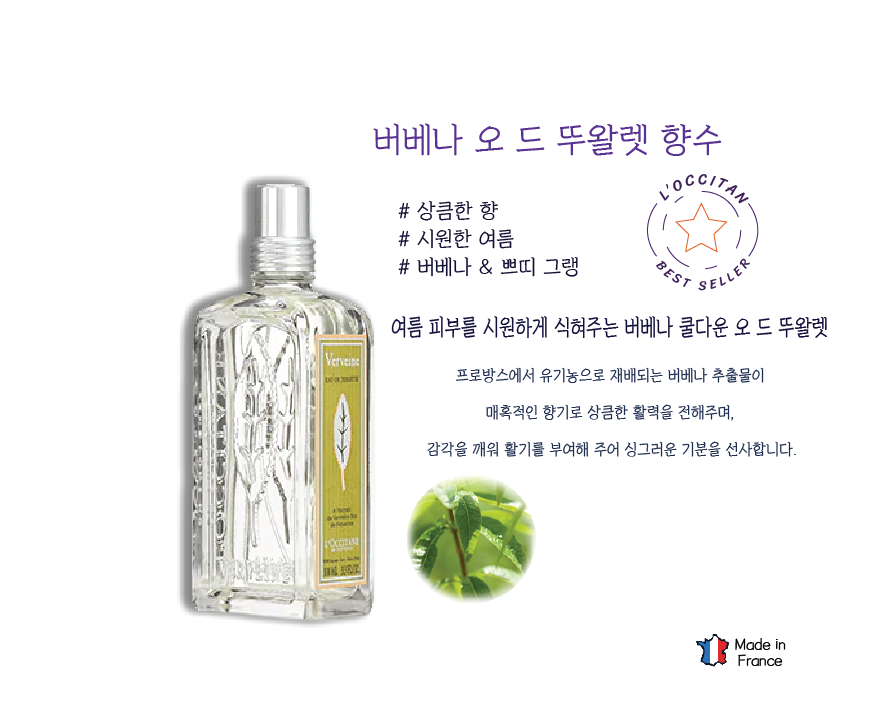 버베나 오 드 뚜왈렛 향수
# 상큼한 향
# 시원한 여름
# 버베나 & 쁘띠 그랭
L'OCCITAN
BEST SELLER
여름 피부를 시원하게 식혀주는 버베나 쿨다운 오 드 뚜왈렛
프로방스에서 유기농으로 재배되는 버베나 추출물이
매혹적인 향기로 상큼한 활력을 전해주며,
감각을 깨워 활기를 부여해 주어 싱그러운 기분을 선사합니다.
Verveine
EAU DE TOILETTE
L'OCCITANE
Made in
France